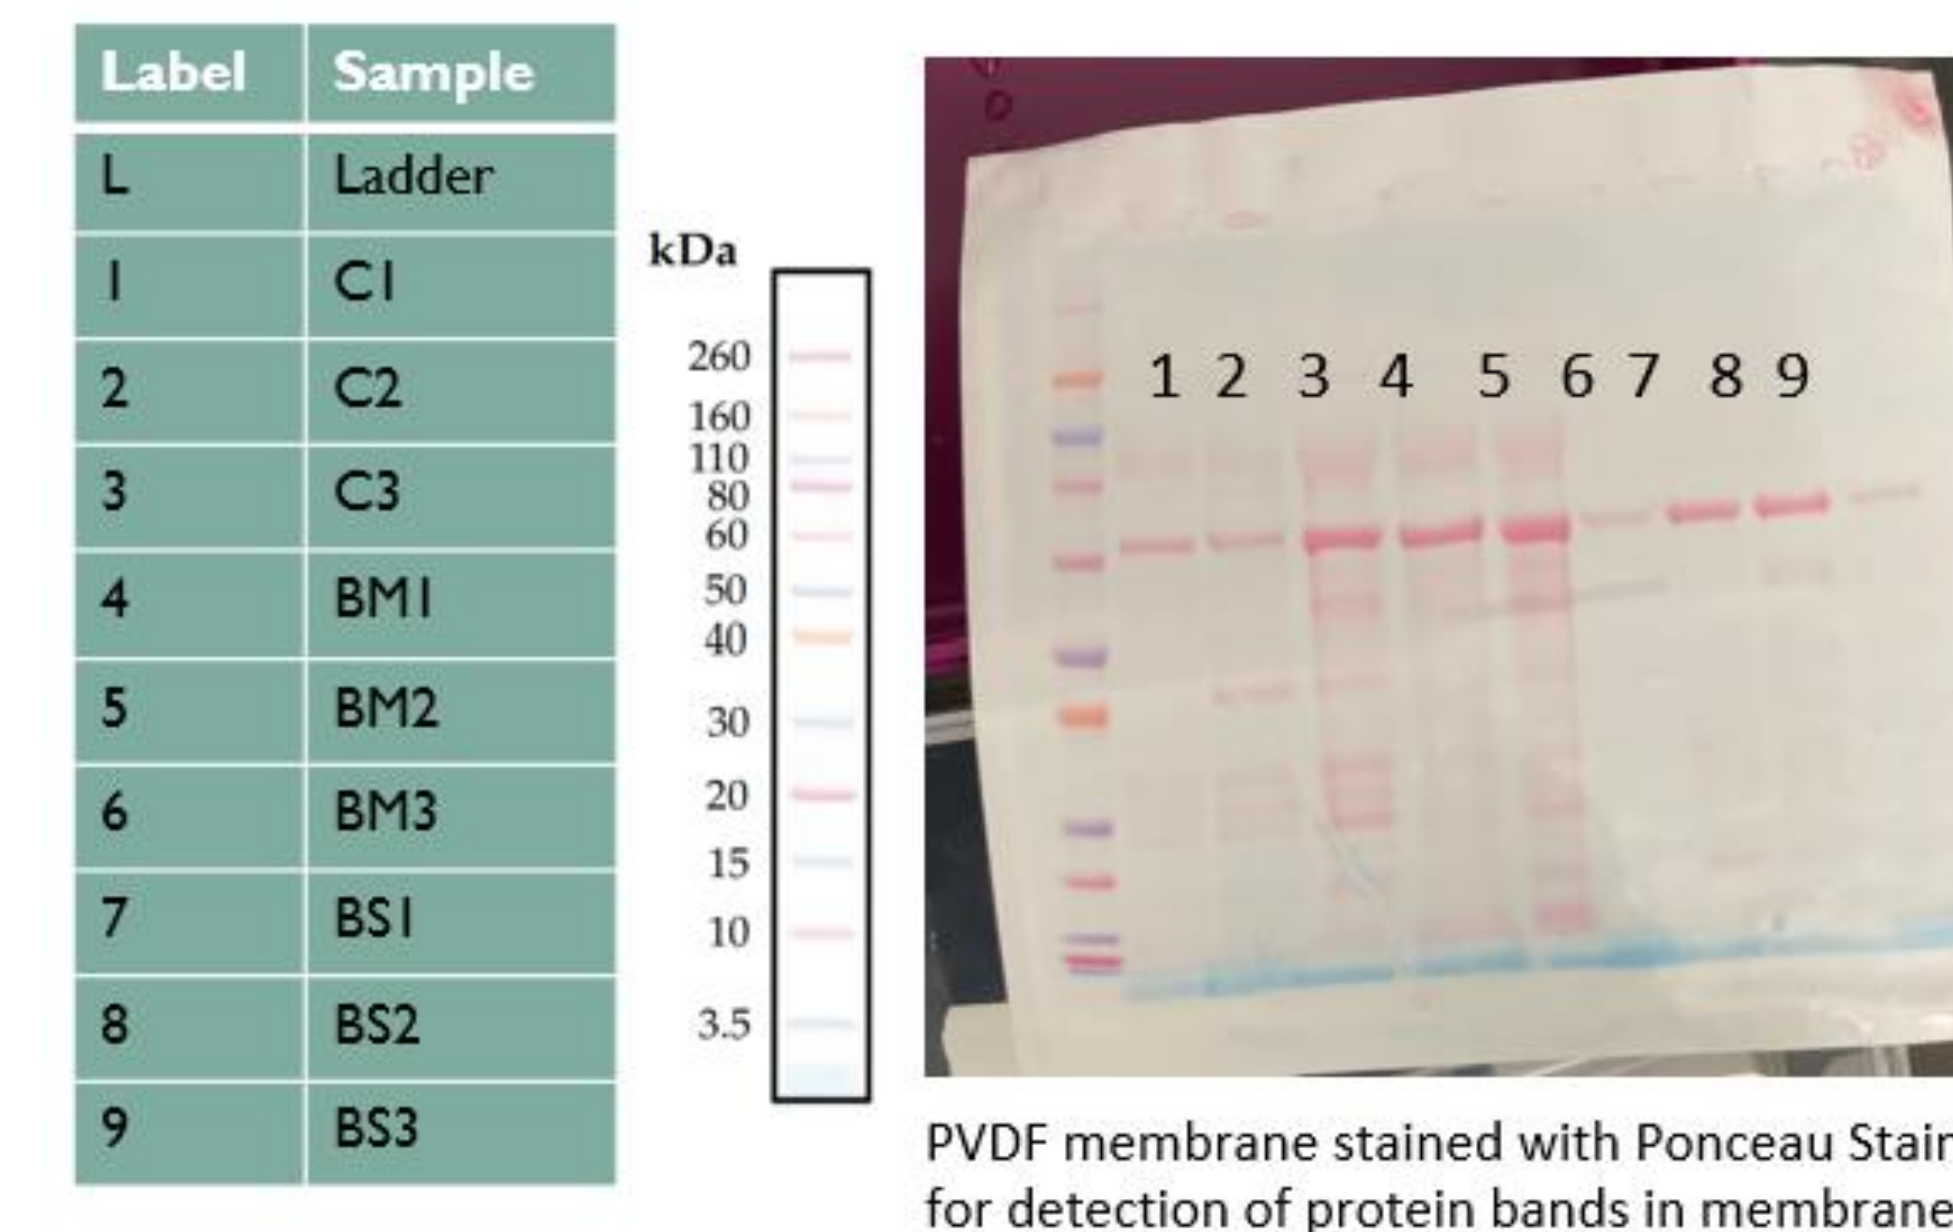 Label Sample
L Ladder
1 C1
2 C2
3 C3
4 BM1
5 BM2
6 BM3
7 BS1
8 BS2
9 BS3
kDa
260
160
110
80
60
50
40
30
20
15
10
3.5
1 2 3 4 5 6 7 8 9
PVDF membrane stained with Ponceau Stain
for detection of protein bands in membrane